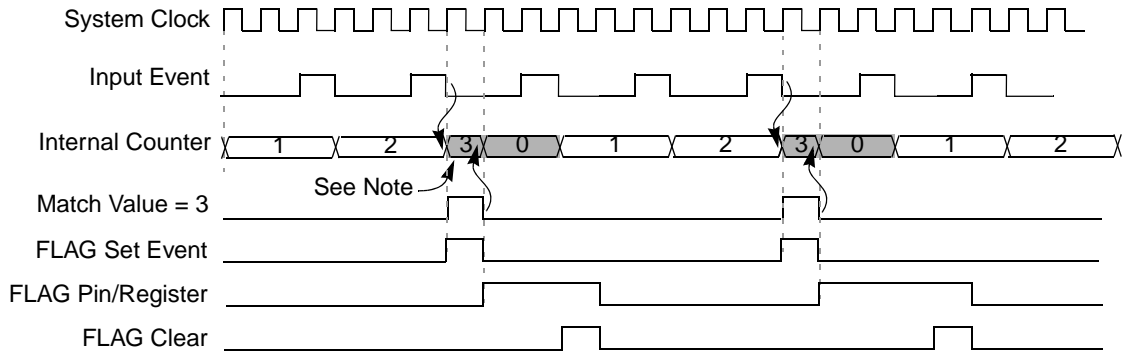 System Clock
Input Event
Internal Counter 1 2 3 0 1 2 3 0 1 2
See Note
Match Value = 3
FLAG Set Event
FLAG Pin/Register
FLAG Clear